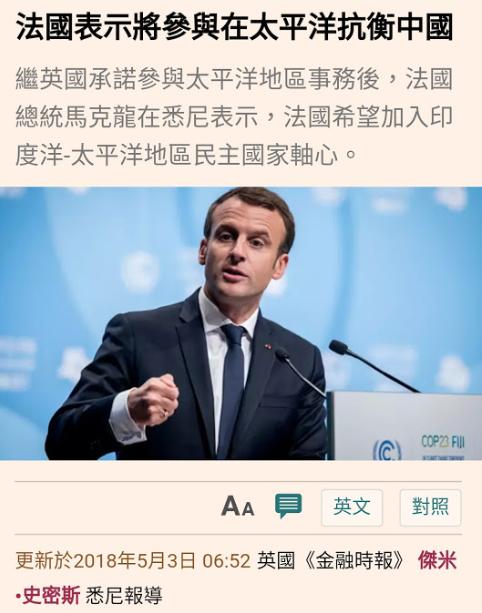 法國表示將參與在太平洋抗衡中國
繼英國承諾參與太平洋地區事務後，法國
總統馬克龍在悉尼表示，法國希望加入印
度洋-太平洋地區民主國家軸心。
COP23 FIJI
AA
英文
對照
更新於2018年5月3日 06:52 英國《金融時報》 傑米
•史密斯 悉尼報導